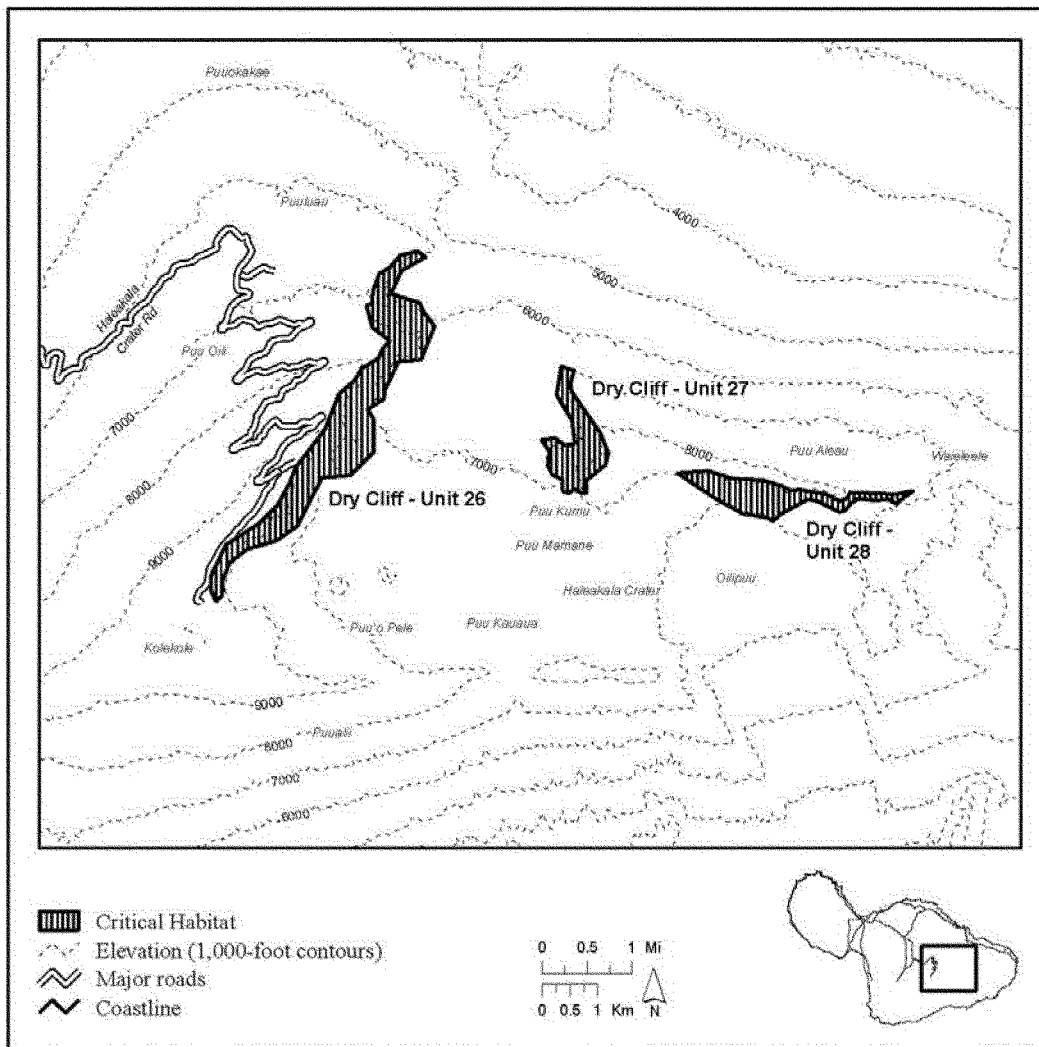 Puuokakae
Puuluau
4000
5000
Haleakala
Crater Rd
6000
Puu Oili
Dry Cliff - Unit 27
7000
8000
Puu Aleau
Waieleele
7000
8000
Dry Cliff - Unit 26
Puu Kumu
Dry Cliff -
Unit 28
Puu Mamane
9000
Haleakala Crater
Oilipuu
Puu'o Pele
Puu Kauaua
Kolekole
9000
Puualii
8000
7000
6000
Critical Habitat
Elevation (1,000-foot contours)
Major roads
Coastline
0 0.5 1 Mi
0 0.5 1 Km
N